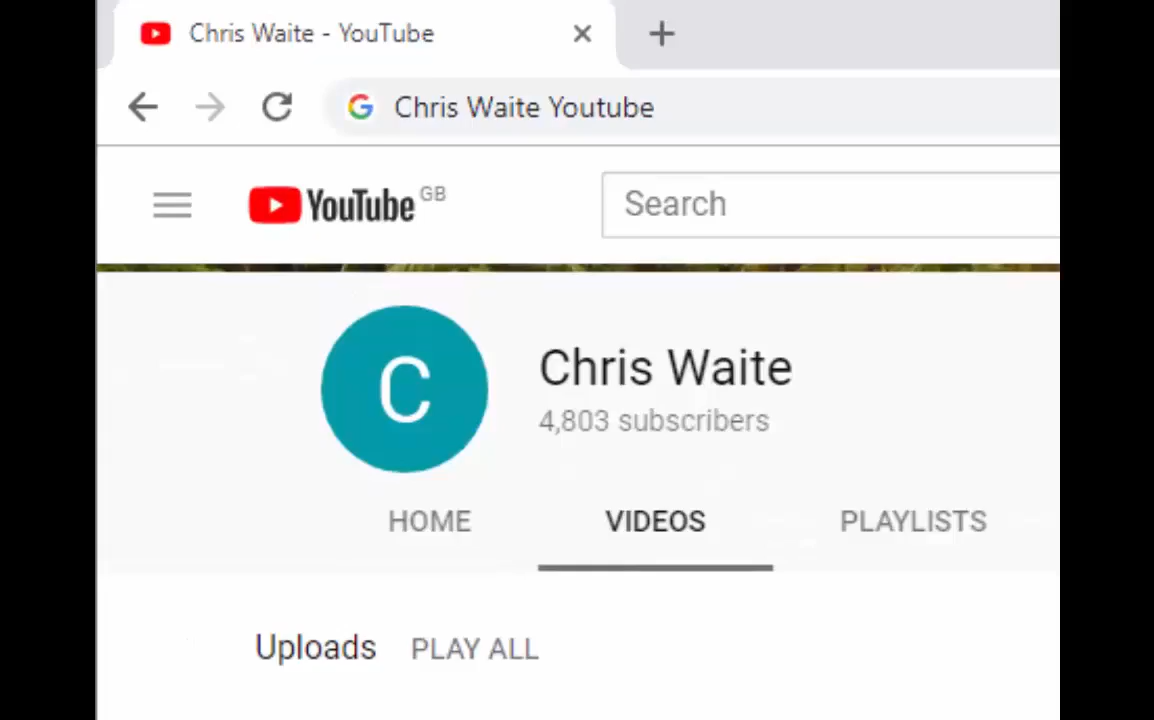 Chris Waite - YouTube
Chris Waite Youtube
YouTube GB
Search
C
Chris Waite
4,803 subscribers
HOME VIDEOS PLAYLISTS
Uploads PLAY ALL